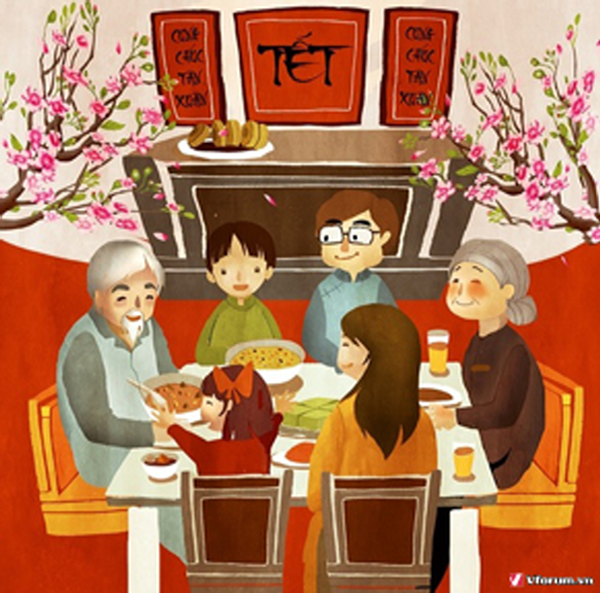 CUNG
CHÚC
TÂN
XUÂN
TẾT
CUNG
CHÚC
TÂN
XUÂN
Vforum.vn